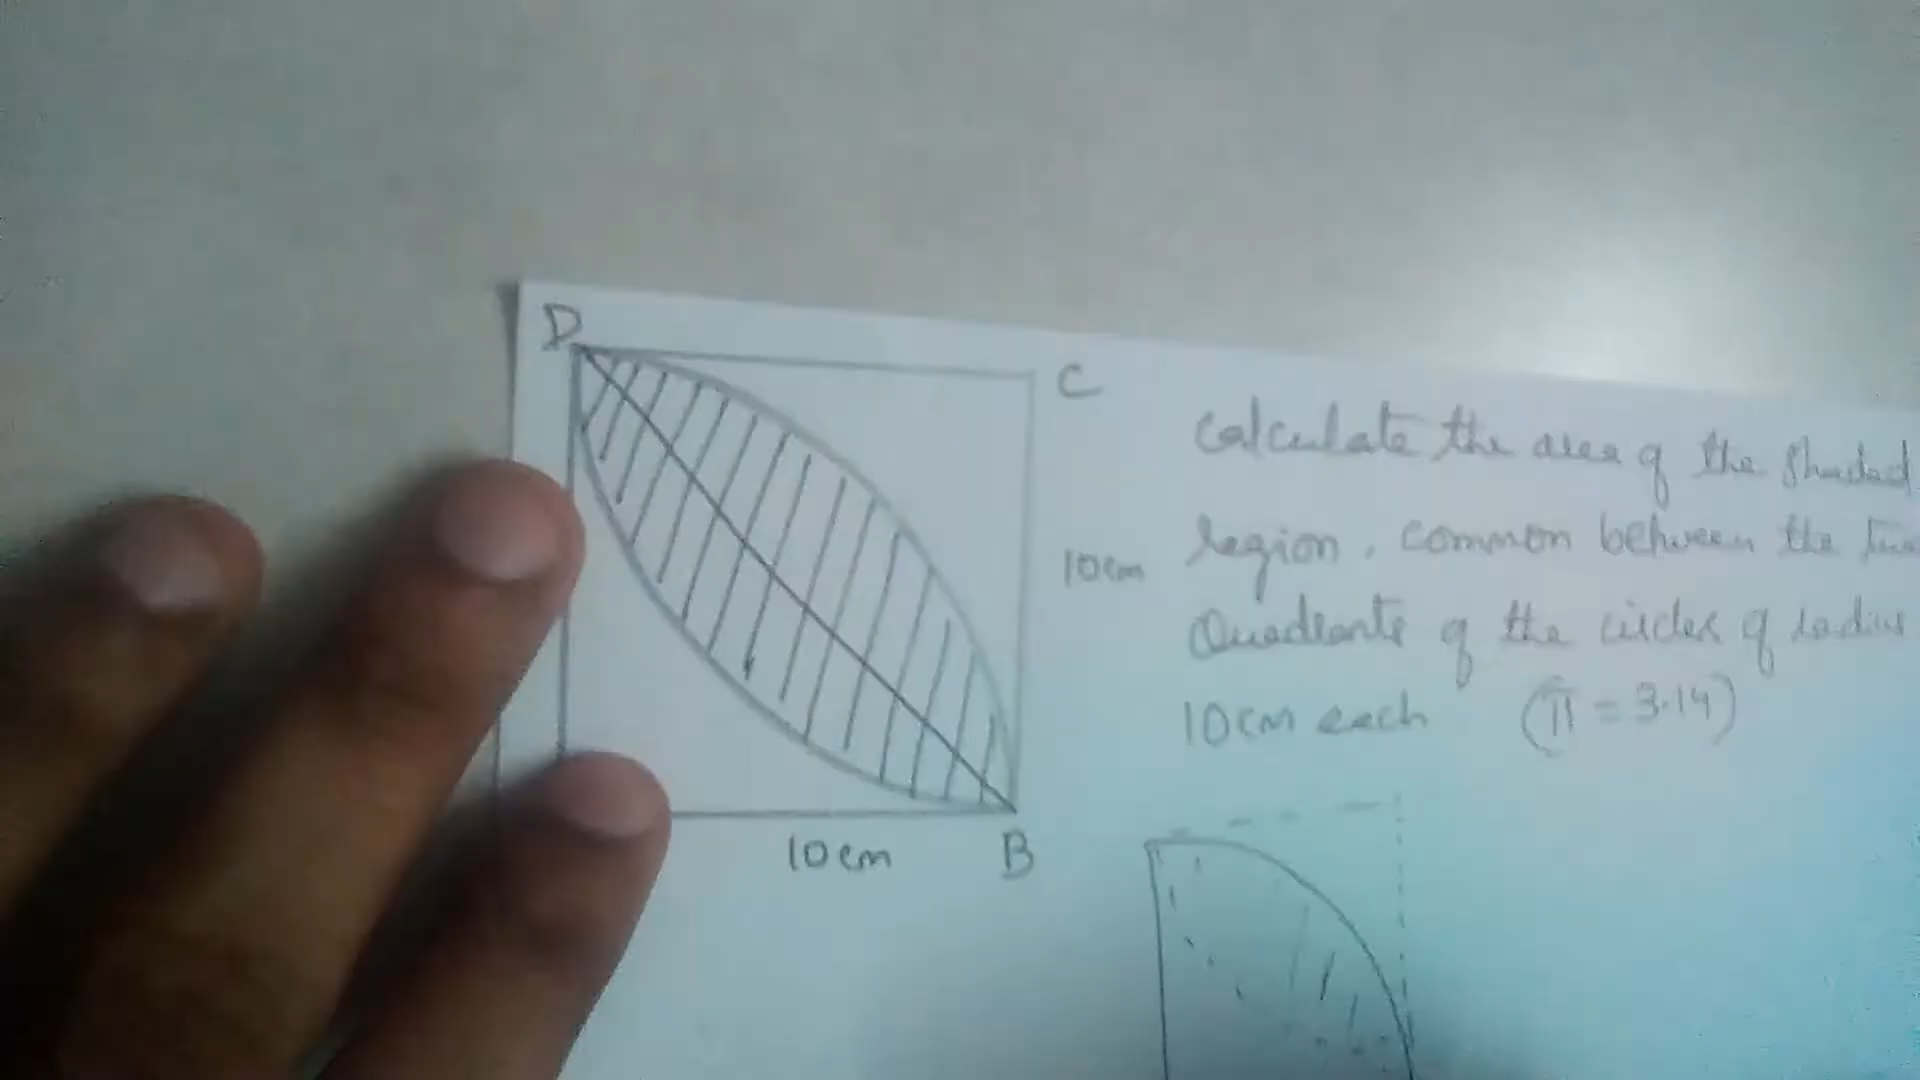 D
C
Calculate the area of the shaded
10cm
region, common between the two
Quadrants of the circles of radius
10cm each (π = 3.14)
10cm
B